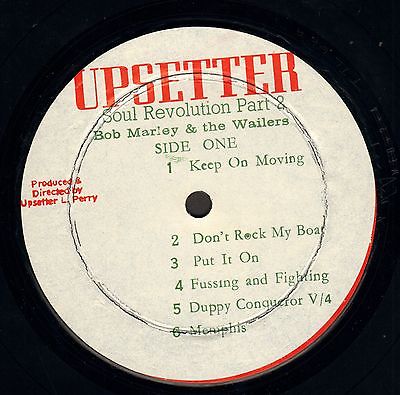 UPSETTER
Soul Revolution Part 2
Bob Marley & the Wailers
SIDE ONE
1 Keep On Moving
Produced &
Directed by
Upsetter L. Perry
2 Don't Rock My Boat
3 Put It On
4 Fussing and Fighting
5 Duppy Conqueror V/4
6 Memphis